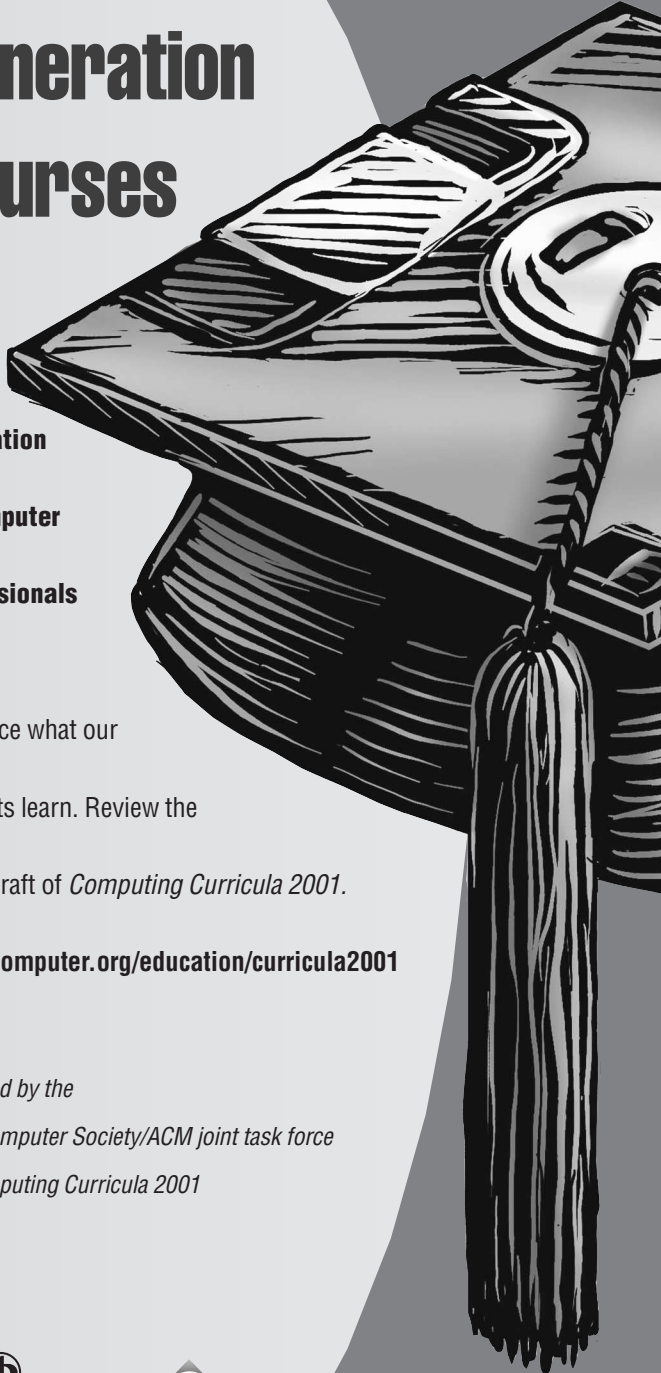 neration
urses
ation
puter
sionals
ce what our
ts learn. Review the
raft of Computing Curricula 2001.
omputer.org/education/curricula2001
d by the
mputer Society/ACM joint task force
puting Curricula 2001